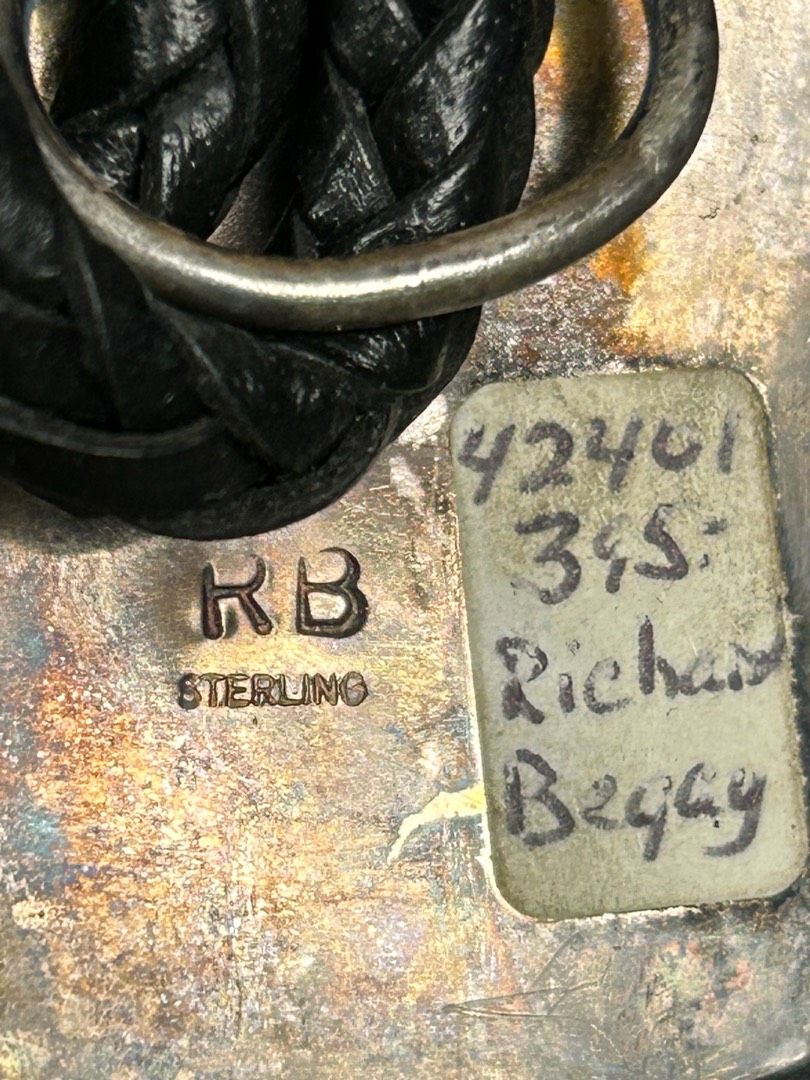 RB
STERLING
42401
395.-
Richard
Begay